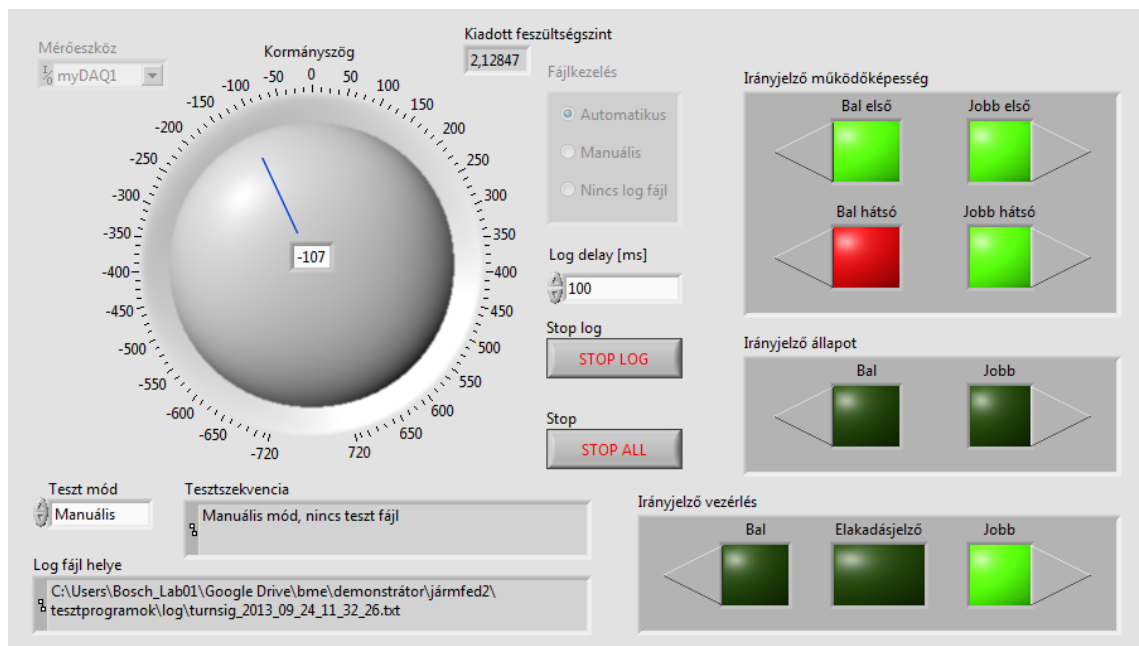 Mérőeszköz
I/O myDAQ1
Kormányszög
-720
-650
-600
-550
-500
-450
-400
-350
-300
-250
-200
-150
-100
-50
0
50
100
150
200
250
300
350
400
450
500
550
600
650
720
-107
Kiadott feszültségszint
2,12847
Fájlkezelés
Automatikus
Manuális
Nincs log fájl
Log delay [ms]
100
Stop log
STOP LOG
Stop
STOP ALL
Irányjelző működőképesség
Bal első Jobb első
Bal hátsó Jobb hátsó
Irányjelző állapot
Bal Jobb
Teszt mód
Manuális
Tesztszekvencia
Manuális mód, nincs teszt fájl
Log fájl helye
C:\Users\Bosch_Lab01\Google Drive\bme\demonstrátor\jármfed2\
tesztprogramok\log\turnsig_2013_09_24_11_32_26.txt
Irányjelző vezérlés
Bal Elakadásjelző Jobb